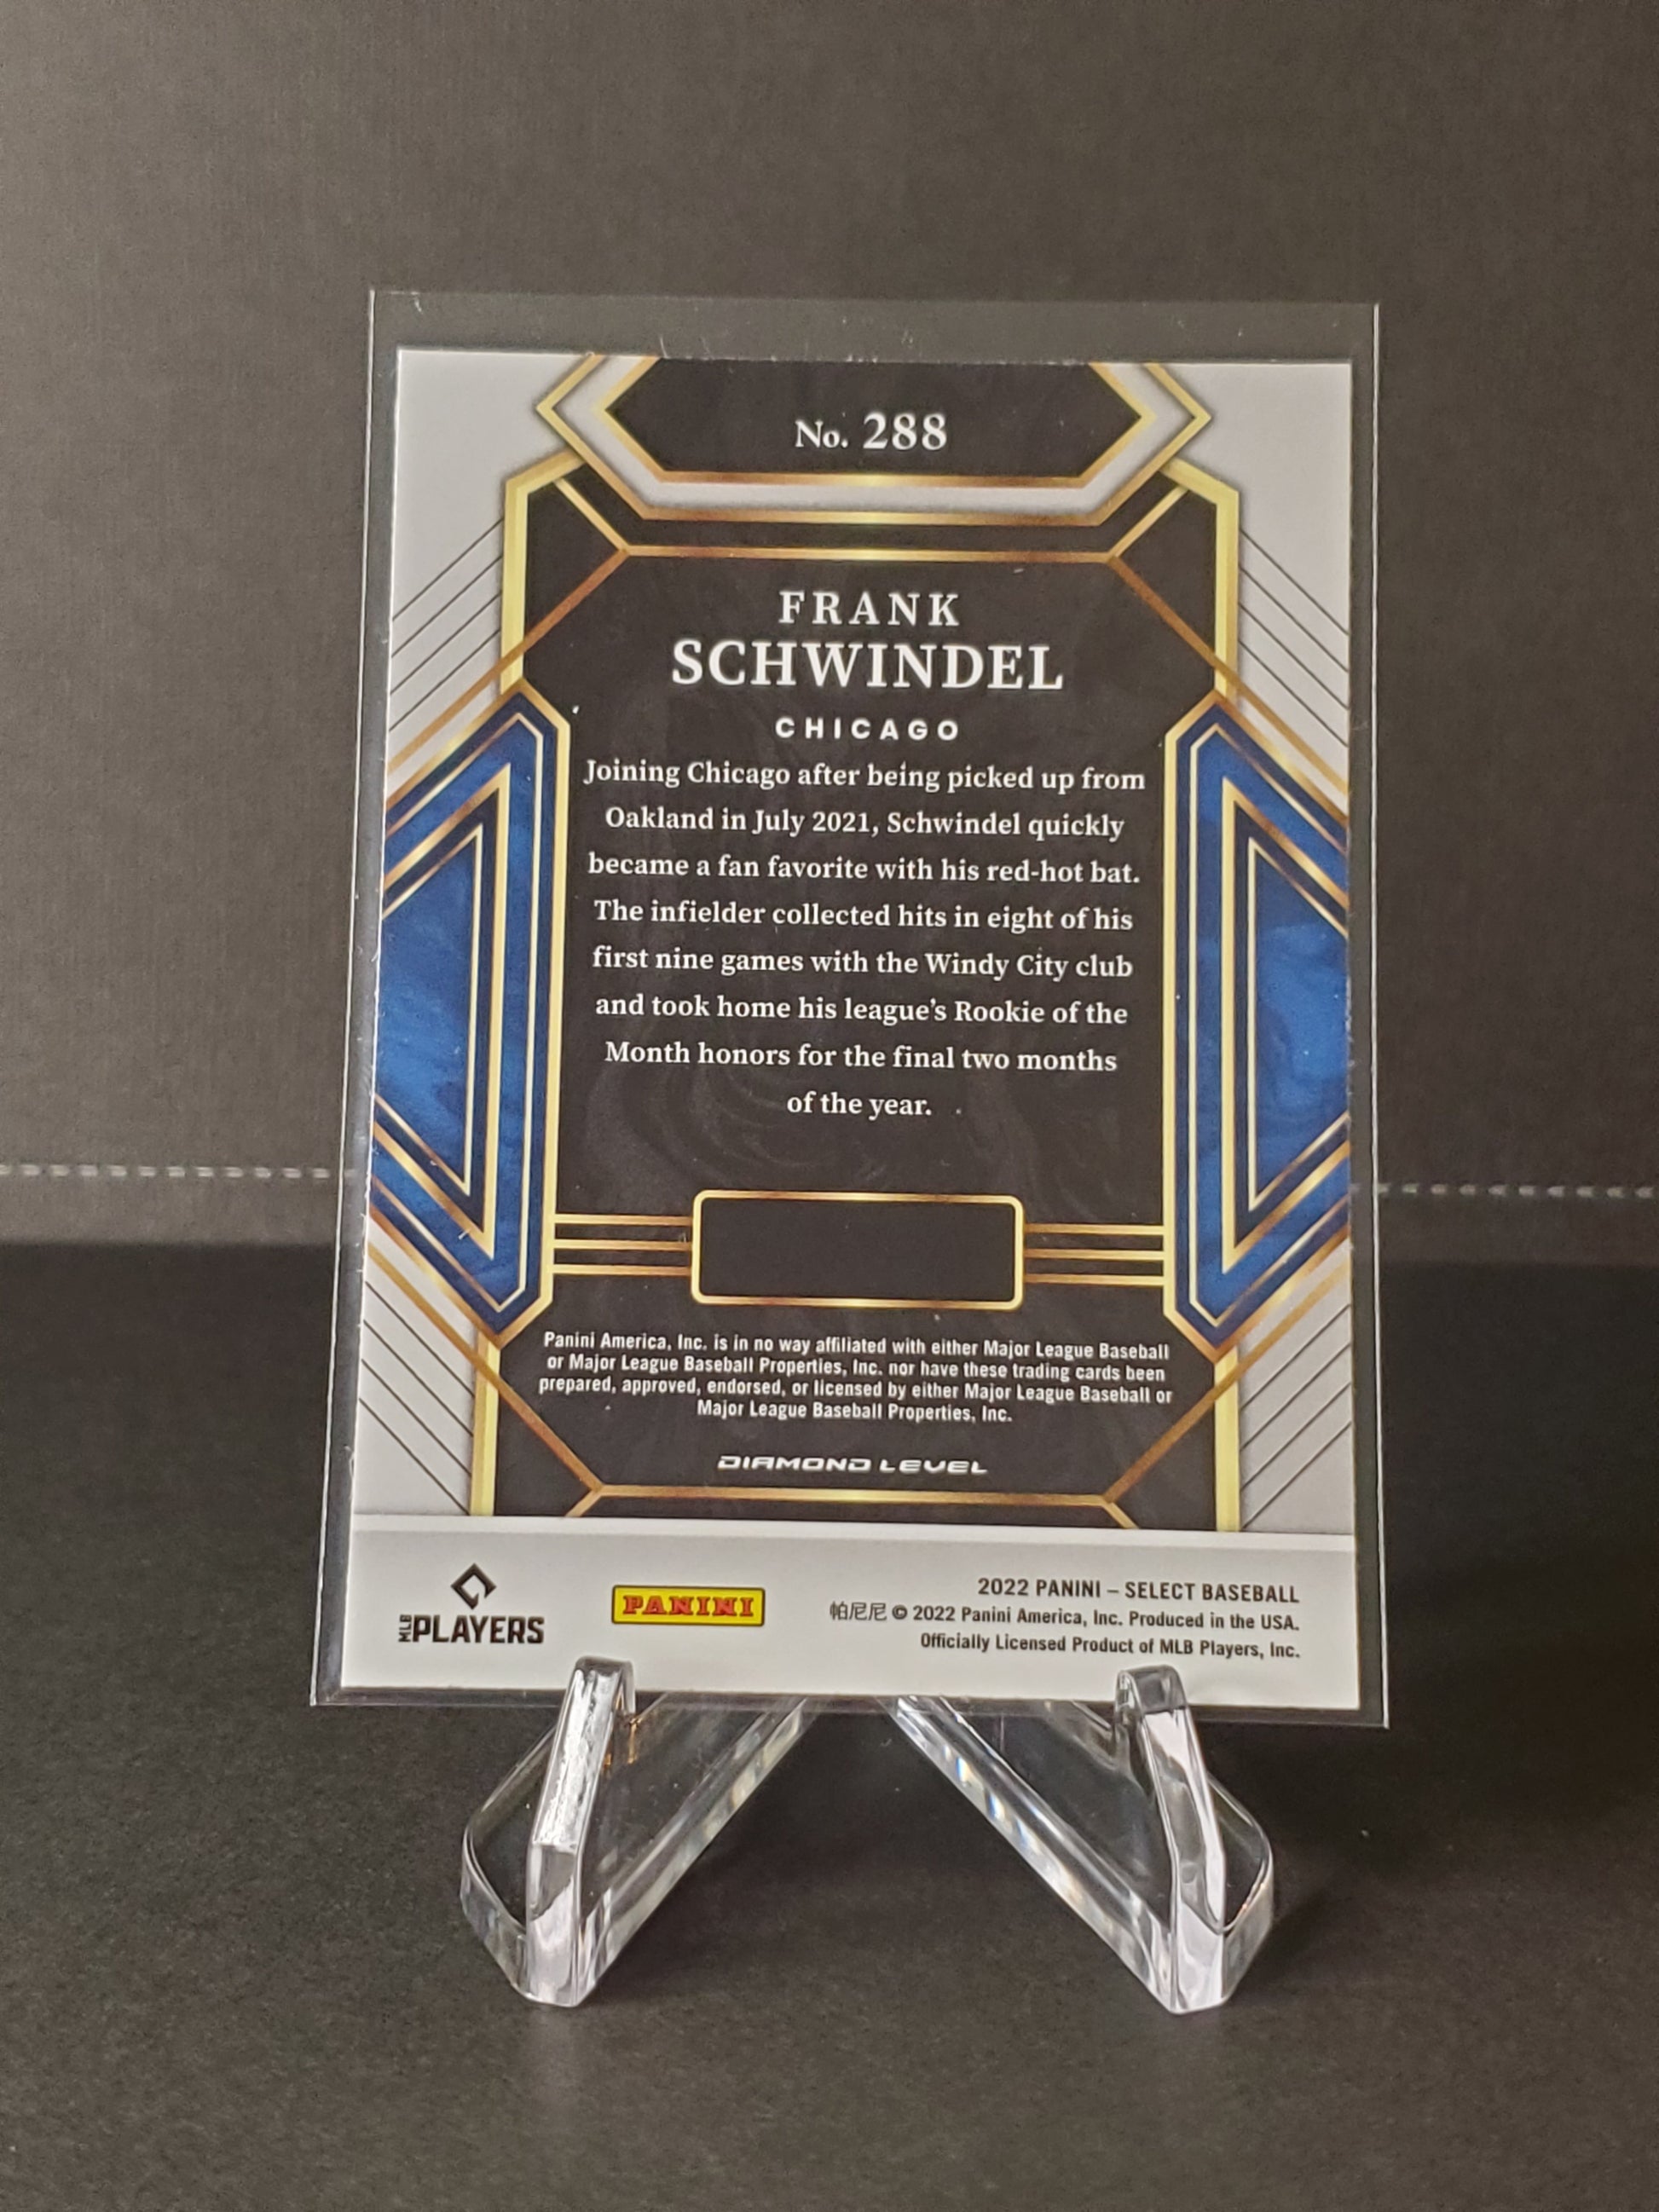 No. 288
FRANK
SCHWINDEL
CHICAGO
Joining Chicago after being picked up from
Oakland in July 2021, Schwindel quickly
became a fan favorite with his red-hot bat.
The infielder collected hits in eight of his
first nine games with the Windy City club
and took home his league's Rookie of the
Month honors for the final two months
of the year.
Panini America, Inc. is in no way affiliated with either Major League Baseball
or Major League Baseball Properties, Inc. nor have these trading cards been
prepared, approved, endorsed, or licensed by either Major League Baseball or
Major League Baseball Properties, Inc.
DIAMOND LEVEL
MLB PLAYERS
PANINI
2022 PANINI – SELECT BASEBALL
帕尼尼 © 2022 Panini America, Inc. Produced in the USA.
Officially Licensed Product of MLB Players, Inc.